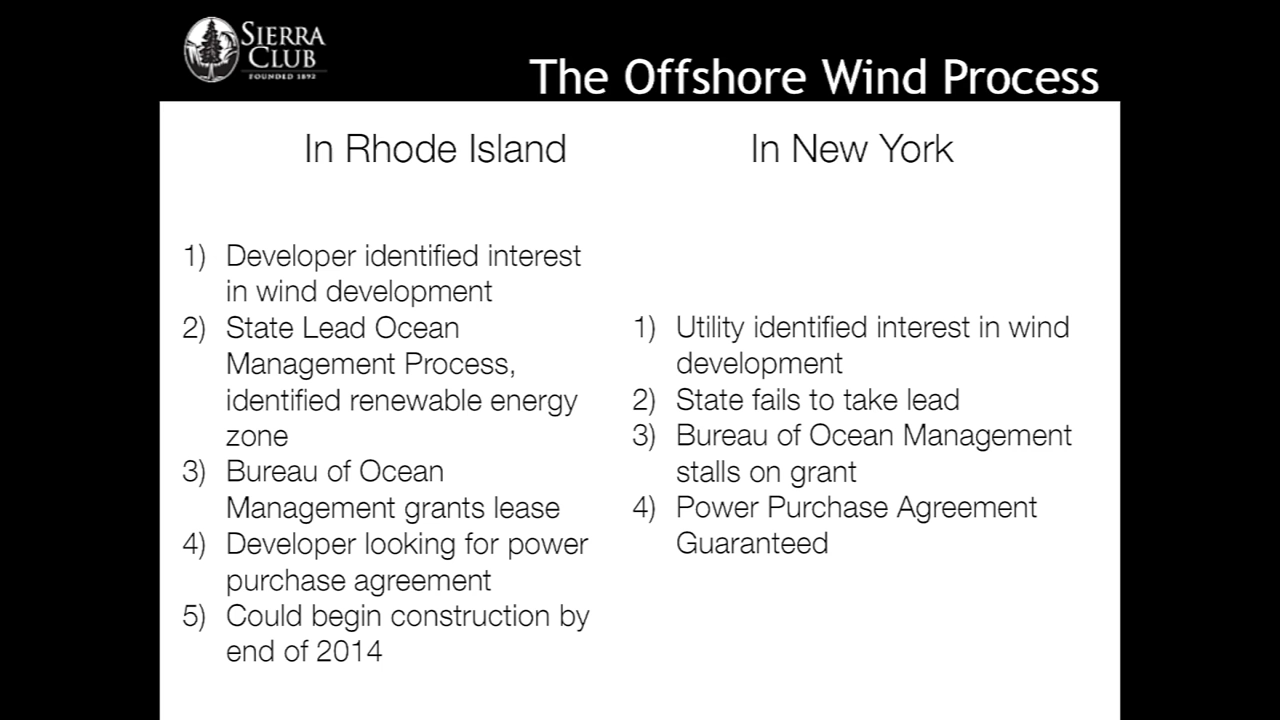 SIERRA
CLUB
FOUNDED 1892
The Offshore Wind Process
In Rhode Island
1) Developer identified interest
in wind development
2) State Lead Ocean
Management Process,
identified renewable energy
zone
3) Bureau of Ocean
Management grants lease
4) Developer looking for power
purchase agreement
5) Could begin construction by
end of 2014
In New York
1) Utility identified interest in wind
development
2) State fails to take lead
3) Bureau of Ocean Management
stalls on grant
4) Power Purchase Agreement
Guaranteed